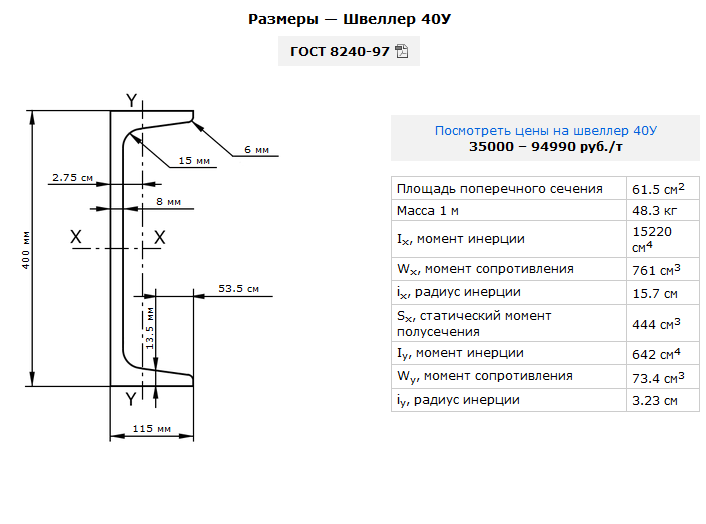 Размеры — Швеллер 40У
ГОСТ 8240-97
Y
6 мм
15 мм
2.75 см
8 мм
X
X
400 мм
53.5 см
13.5 мм
Y
115 мм
Посмотреть цены на швеллер 40У
35000 – 94990 руб./т
Площадь поперечного сечения 61.5 см²
Масса 1 м 48.3 кг
Iₓ, момент инерции 15220
см⁴
Wₓ, момент сопротивления 761 см³
iₓ, радиус инерции 15.7 см
Sₓ, статический момент
полусечения 444 см³
Iy, момент инерции 642 см⁴
Wy, момент сопротивления 73.4 см³
iy, радиус инерции 3.23 см